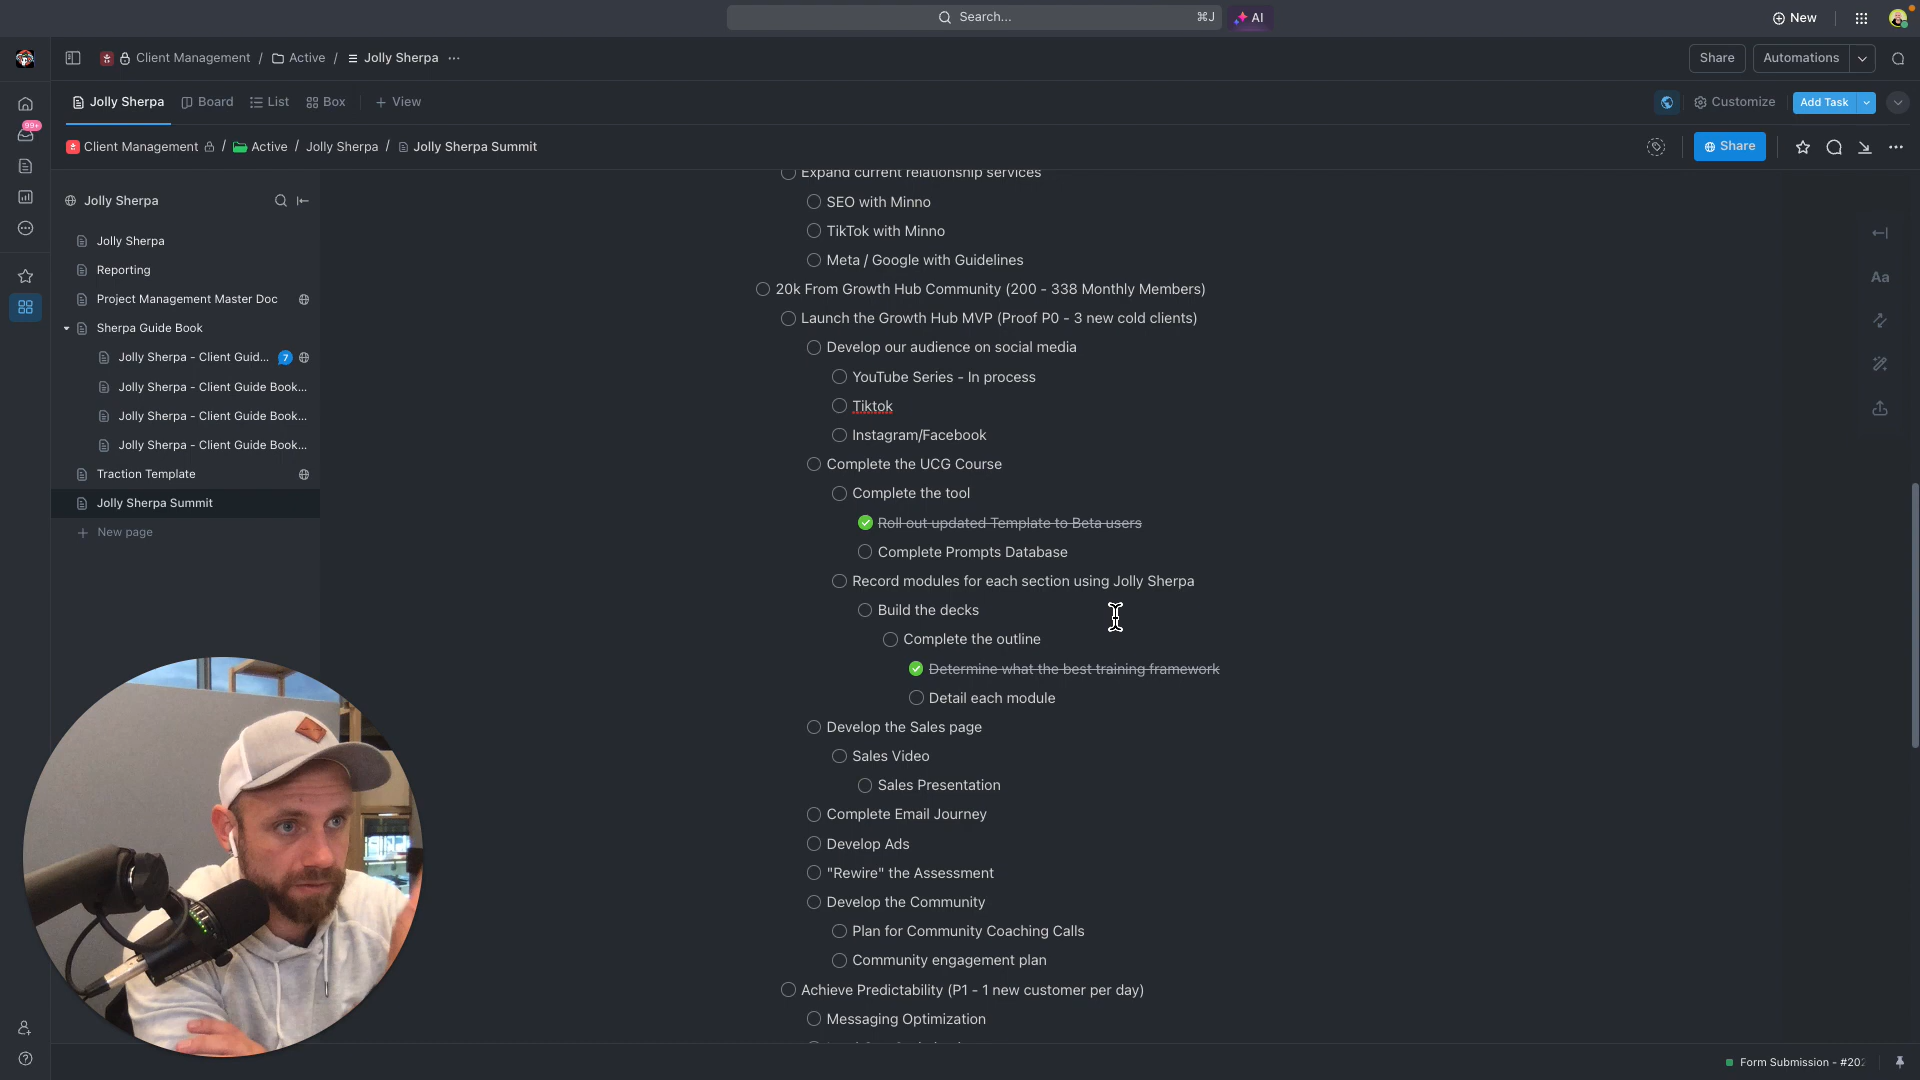 Search...
⌘J
AI
New
Client Management / Active / Jolly Sherpa ...
Share
Automations
Jolly Sherpa
Board
List
Box
+ View
Customize
Add Task
99+
Client Management / Active / Jolly Sherpa / Jolly Sherpa Summit
Share
Jolly Sherpa
Jolly Sherpa
Reporting
Project Management Master Doc
Sherpa Guide Book
Jolly Sherpa - Client Guid... 7
Jolly Sherpa - Client Guide Book...
Jolly Sherpa - Client Guide Book...
Jolly Sherpa - Client Guide Book...
Traction Template
Jolly Sherpa Summit
+ New page
Expand current relationship services
SEO with Minno
TikTok with Minno
Meta / Google with Guidelines
20k From Growth Hub Community (200 - 338 Monthly Members)
Launch the Growth Hub MVP (Proof P0 - 3 new cold clients)
Develop our audience on social media
YouTube Series - In process
Tiktok
Instagram/Facebook
Complete the UCG Course
Complete the tool
Roll out updated Template to Beta users
Complete Prompts Database
Record modules for each section using Jolly Sherpa
Build the decks
Complete the outline
Determine what the best training framework
Detail each module
Develop the Sales page
Sales Video
Sales Presentation
Complete Email Journey
Develop Ads
"Rewire" the Assessment
Develop the Community
Plan for Community Coaching Calls
Community engagement plan
Achieve Predictability (P1 - 1 new customer per day)
Messaging Optimization
Aa
Form Submission - #202